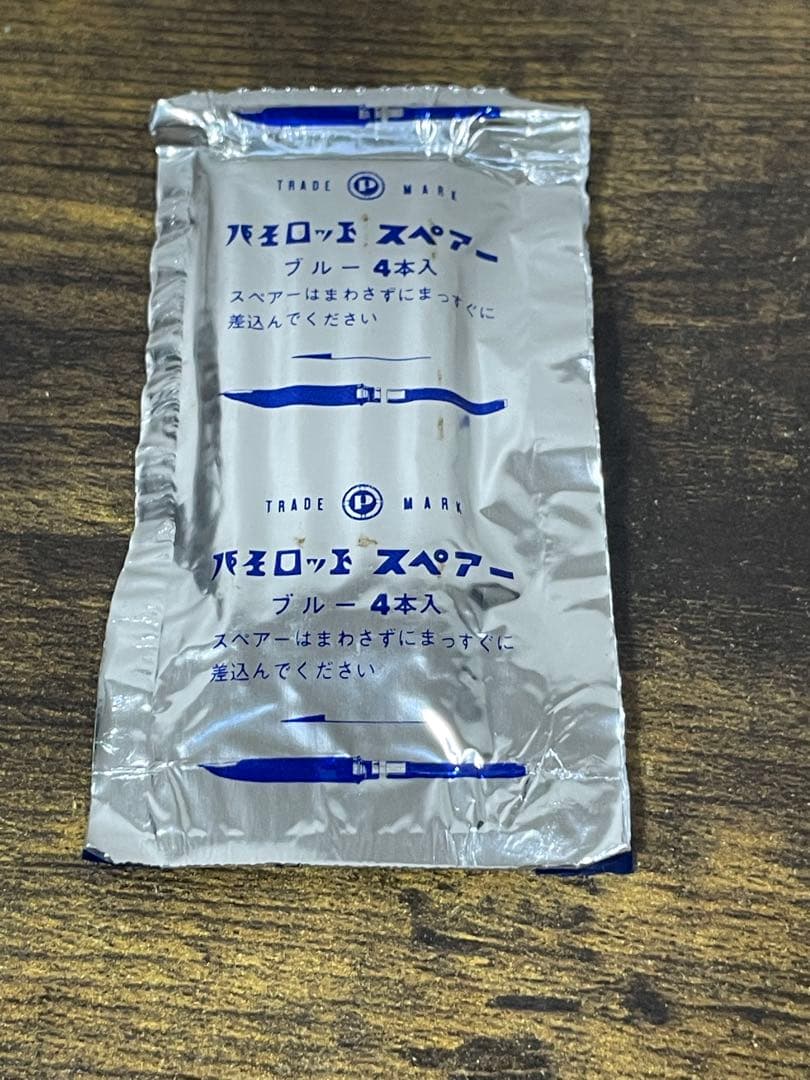 TRADE P MARK
パイロット スペアー
ブルー 4本入
スペアーはまわさずにまっすぐに
差込んでください
TRADE P MARK
パイロット スペアー
ブルー 4本入
スペアーはまわさずにまっすぐに
差込んでください